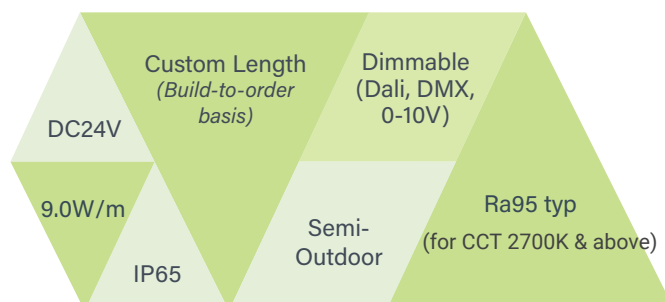 DC24V
9.0W/m
IP65
Custom Length
(Build-to-order
basis)
Dimmable
(Dali, DMX,
0-10V)
Semi-
Outdoor
Ra95 typ
(for CCT 2700K & above)